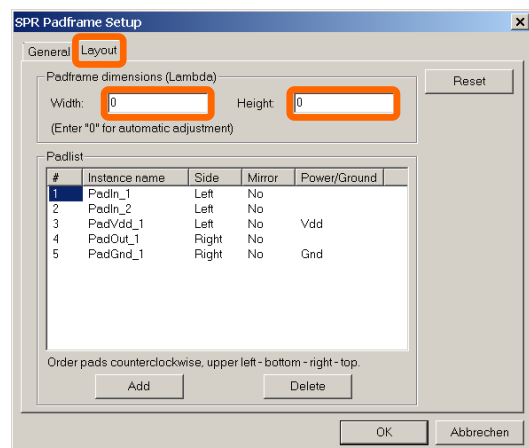 SPR Padframe Setup
General Layout
Padframe dimensions (Lambda)
Width: 0 Height: 0
(Enter "0" for automatic adjustment)
Reset
Padlist
# Instance name Side Mirror Power/Ground
1 PadIn_1 Left No
2 PadIn_2 Left No
3 PadVdd_1 Left No Vdd
4 PadOut_1 Right No
5 PadGnd_1 Right No Gnd
Order pads counterclockwise, upper left - bottom - right - top.
Add Delete
OK Abbrechen